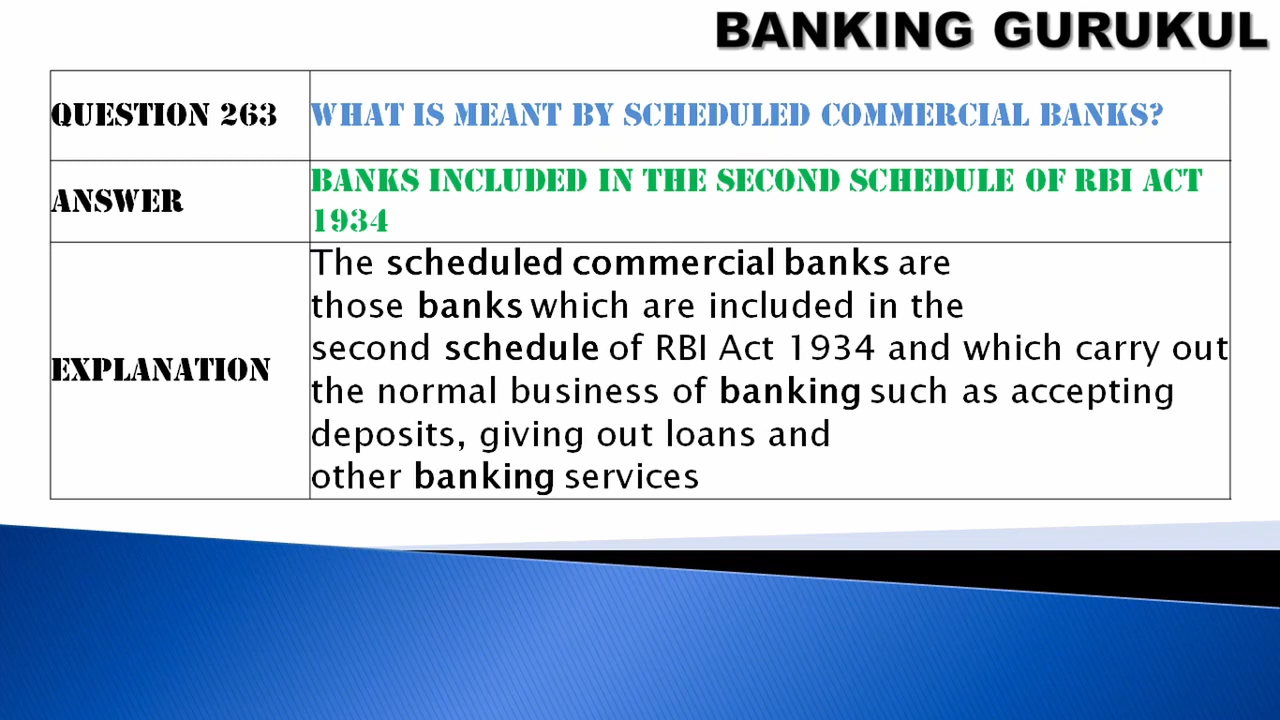 BANKING GURUKUL
QUESTION 263
WHAT IS MEANT BY SCHEDULED COMMERCIAL BANKS?
ANSWER
BANKS INCLUDED IN THE SECOND SCHEDULE OF RBI ACT
1934
EXPLANATION
The scheduled commercial banks are
those banks which are included in the
second schedule of RBI Act 1934 and which carry out
the normal business of banking such as accepting
deposits, giving out loans and
other banking services